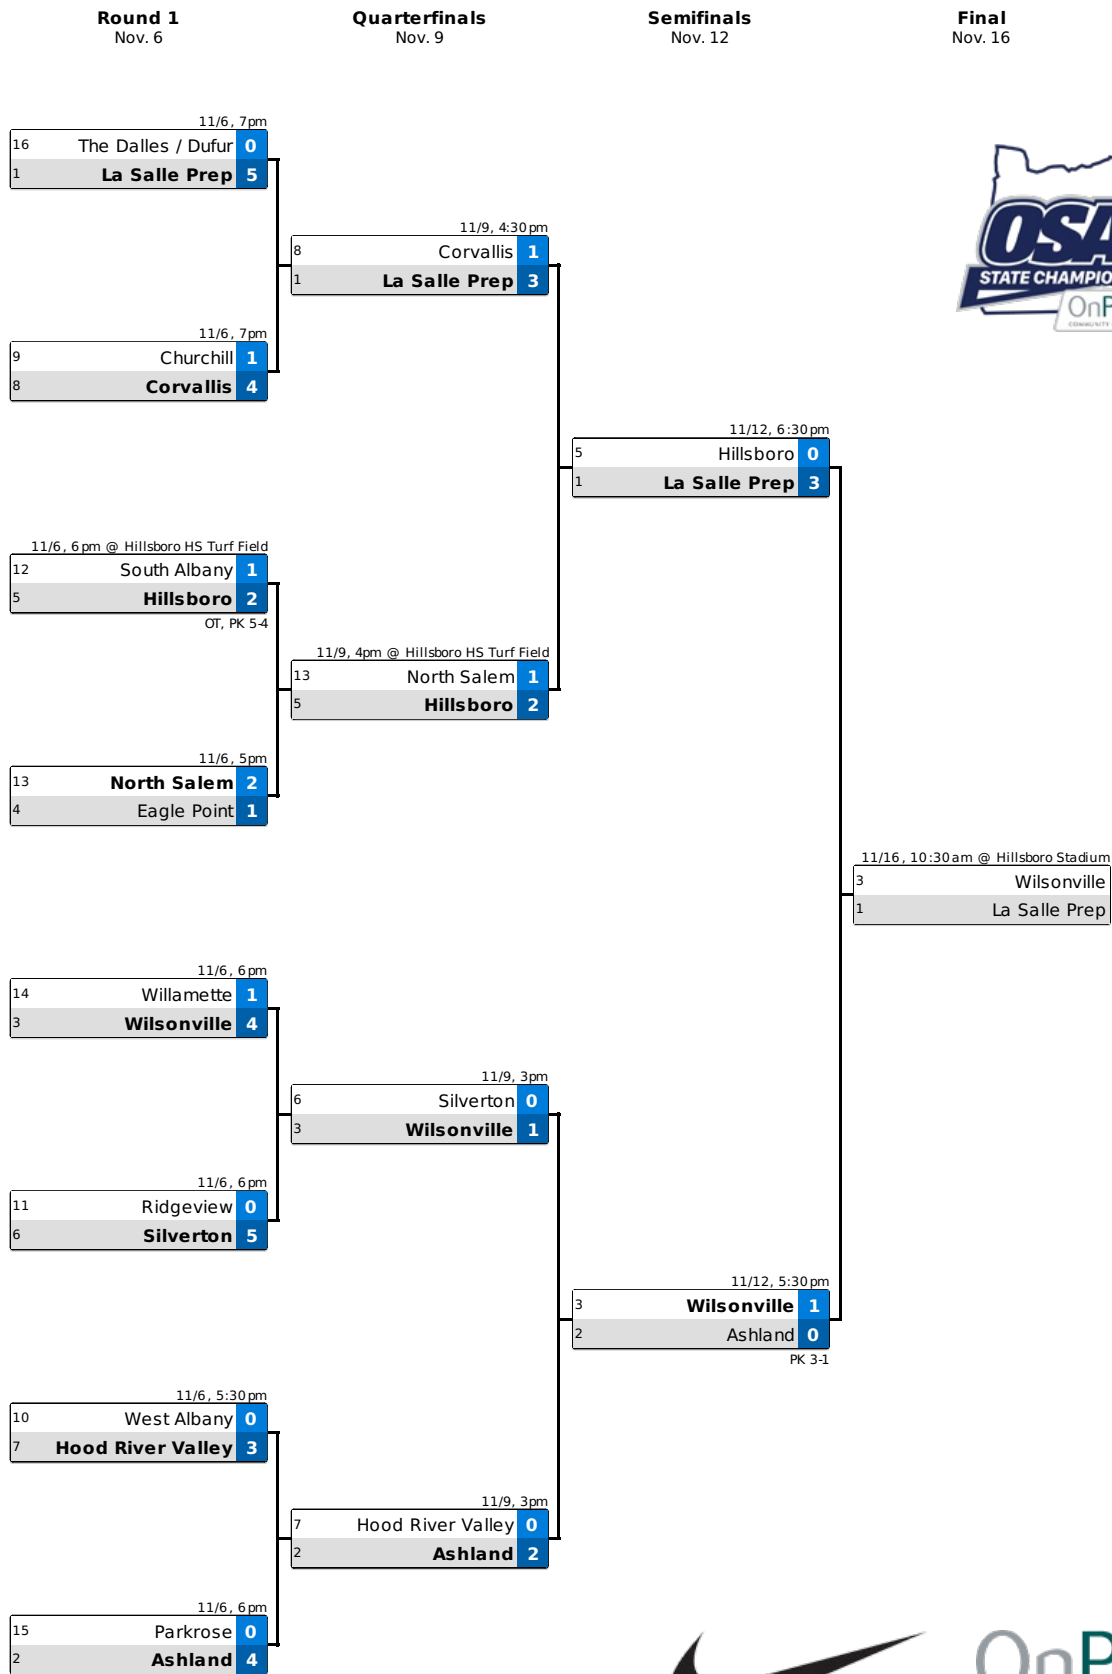 Round 1
Nov. 6
Quarterfinals
Nov. 9
Semifinals
Nov. 12
Final
Nov. 16
11/6, 7pm
16 The Dalles / Dufur 0
1 La Salle Prep 5
11/9, 4:30pm
8 Corvallis 1
1 La Salle Prep 3
OSA
STATE CHAMPIO
OnP
COMMUNITY
11/6, 7pm
9 Churchill 1
8 Corvallis 4
11/12, 6:30pm
5 Hillsboro 0
1 La Salle Prep 3
11/6, 6pm @ Hillsboro HS Turf Field
12 South Albany 1
5 Hillsboro 2
OT, PK 5-4
11/9, 4pm @ Hillsboro HS Turf Field
13 North Salem 1
5 Hillsboro 2
11/6, 5pm
13 North Salem 2
4 Eagle Point 1
11/16, 10:30am @ Hillsboro Stadium
3 Wilsonville
1 La Salle Prep
11/6, 6pm
14 Willamette 1
3 Wilsonville 4
11/9, 3pm
6 Silverton 0
3 Wilsonville 1
11/6, 6pm
11 Ridgeview 0
6 Silverton 5
11/12, 5:30pm
3 Wilsonville 1
2 Ashland 0
PK 3-1
11/6, 5:30pm
10 West Albany 0
7 Hood River Valley 3
11/9, 3pm
7 Hood River Valley 0
2 Ashland 2
11/6, 6pm
15 Parkrose 0
2 Ashland 4
OnP